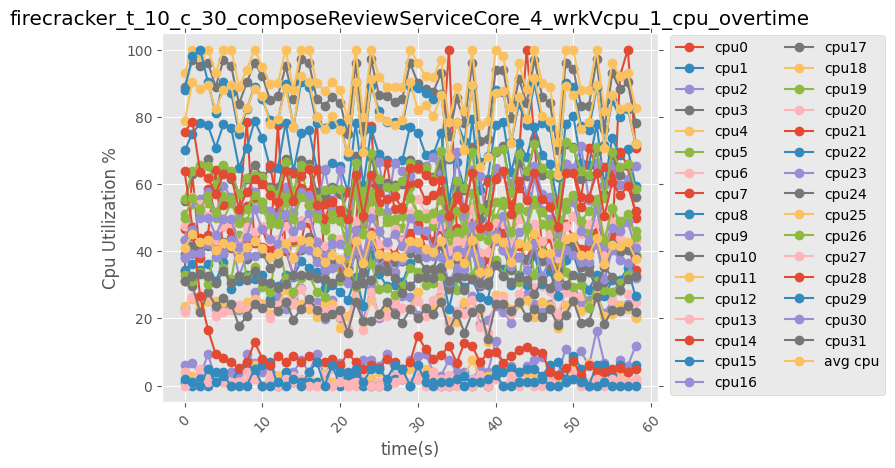 firecracker_t_10_c_30_composeReviewServiceCore_4_wrkVcpu_1_cpu_overtime
Cpu Utilization %
100
80
60
40
20
0
0
10
20
30
40
50
60
time(s)
cpu0
cpu1
cpu2
cpu3
cpu4
cpu5
cpu6
cpu7
cpu8
cpu9
cpu10
cpu11
cpu12
cpu13
cpu14
cpu15
cpu16
cpu17
cpu18
cpu19
cpu20
cpu21
cpu22
cpu23
cpu24
cpu25
cpu26
cpu27
cpu28
cpu29
cpu30
cpu31
avg cpu